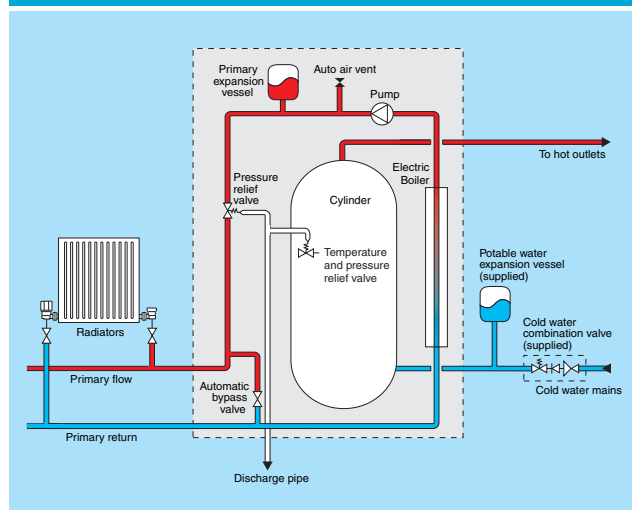 Primary
expansion
vessel
Auto air vent
Pump
To hot outlets
Pressure
relief
valve
Cylinder
Electric
Boiler
Temperature
and pressure
relief valve
Potable water
expansion vessel
(supplied)
Radiators
Cold water
combination valve
(supplied)
Primary flow
Automatic
bypass
valve
Cold water mains
Primary return
Discharge pipe